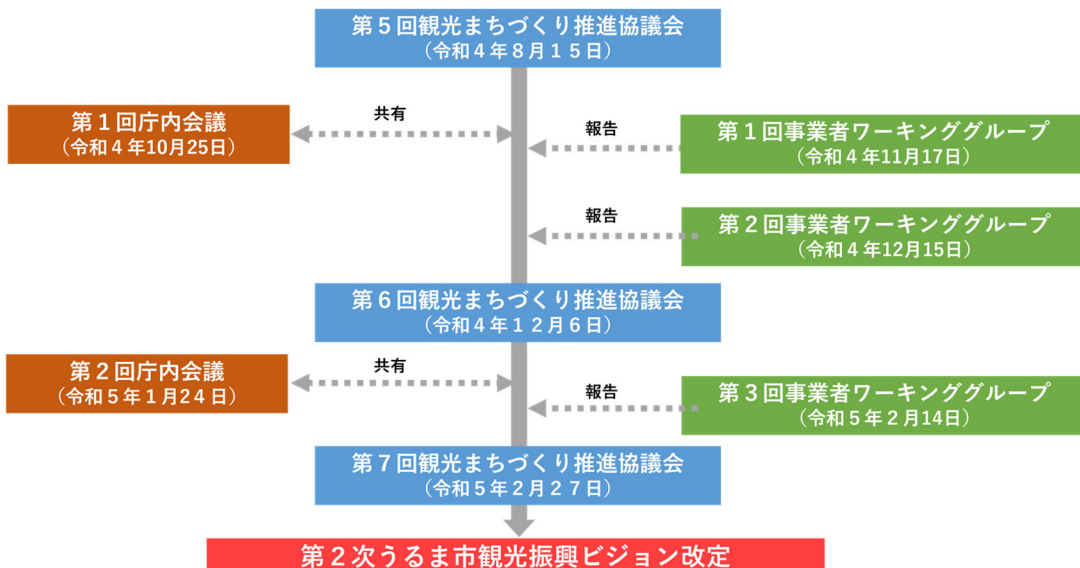 第５回観光まちづくり推進協議会
（令和４年８月１５日）
共有
第１回庁内会議
（令和４年10月25日）
報告
第１回事業者ワーキンググループ
（令和４年11月17日）
報告
第２回事業者ワーキンググループ
（令和４年12月15日）
第６回観光まちづくり推進協議会
（令和４年１２月６日）
共有
第２回庁内会議
（令和５年１月２４日）
報告
第３回事業者ワーキンググループ
（令和５年２月14日）
第７回観光まちづくり推進協議会
（令和５年２月２７日）
第２次うるま市観光振興ビジョン改定